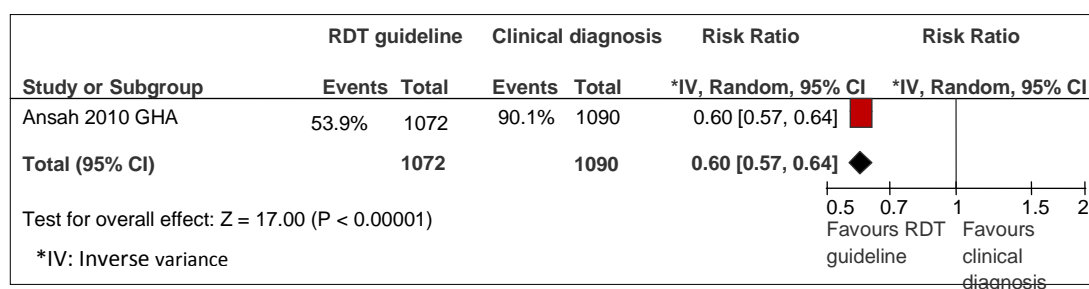 RDT guideline Clinical diagnosis Risk Ratio Risk Ratio
Study or Subgroup Events Total Events Total *IV, Random, 95% CI *IV, Random, 95% CI
Ansah 2010 GHA 53.9% 1072 90.1% 1090 0.60 [0.57, 0.64]
Total (95% CI) 1072 1090 0.60 [0.57, 0.64]
Test for overall effect: Z = 17.00 (P < 0.00001)
*IV: Inverse variance
0.5 0.7 1 1.5 2
Favours RDT guideline
Favours clinical diagnosis